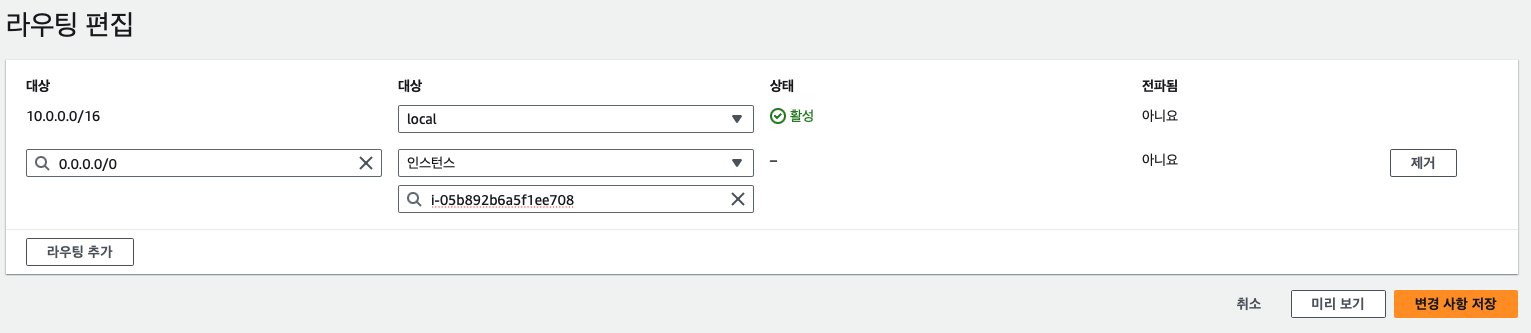 라우팅 편집
대상 대상 상태 전파됨
10.0.0.0/16 local 활성 아니요
0.0.0.0/0 인스턴스 – 아니요 제거
i-05b892b6a5f1ee708
라우팅 추가
취소 미리 보기 변경 사항 저장